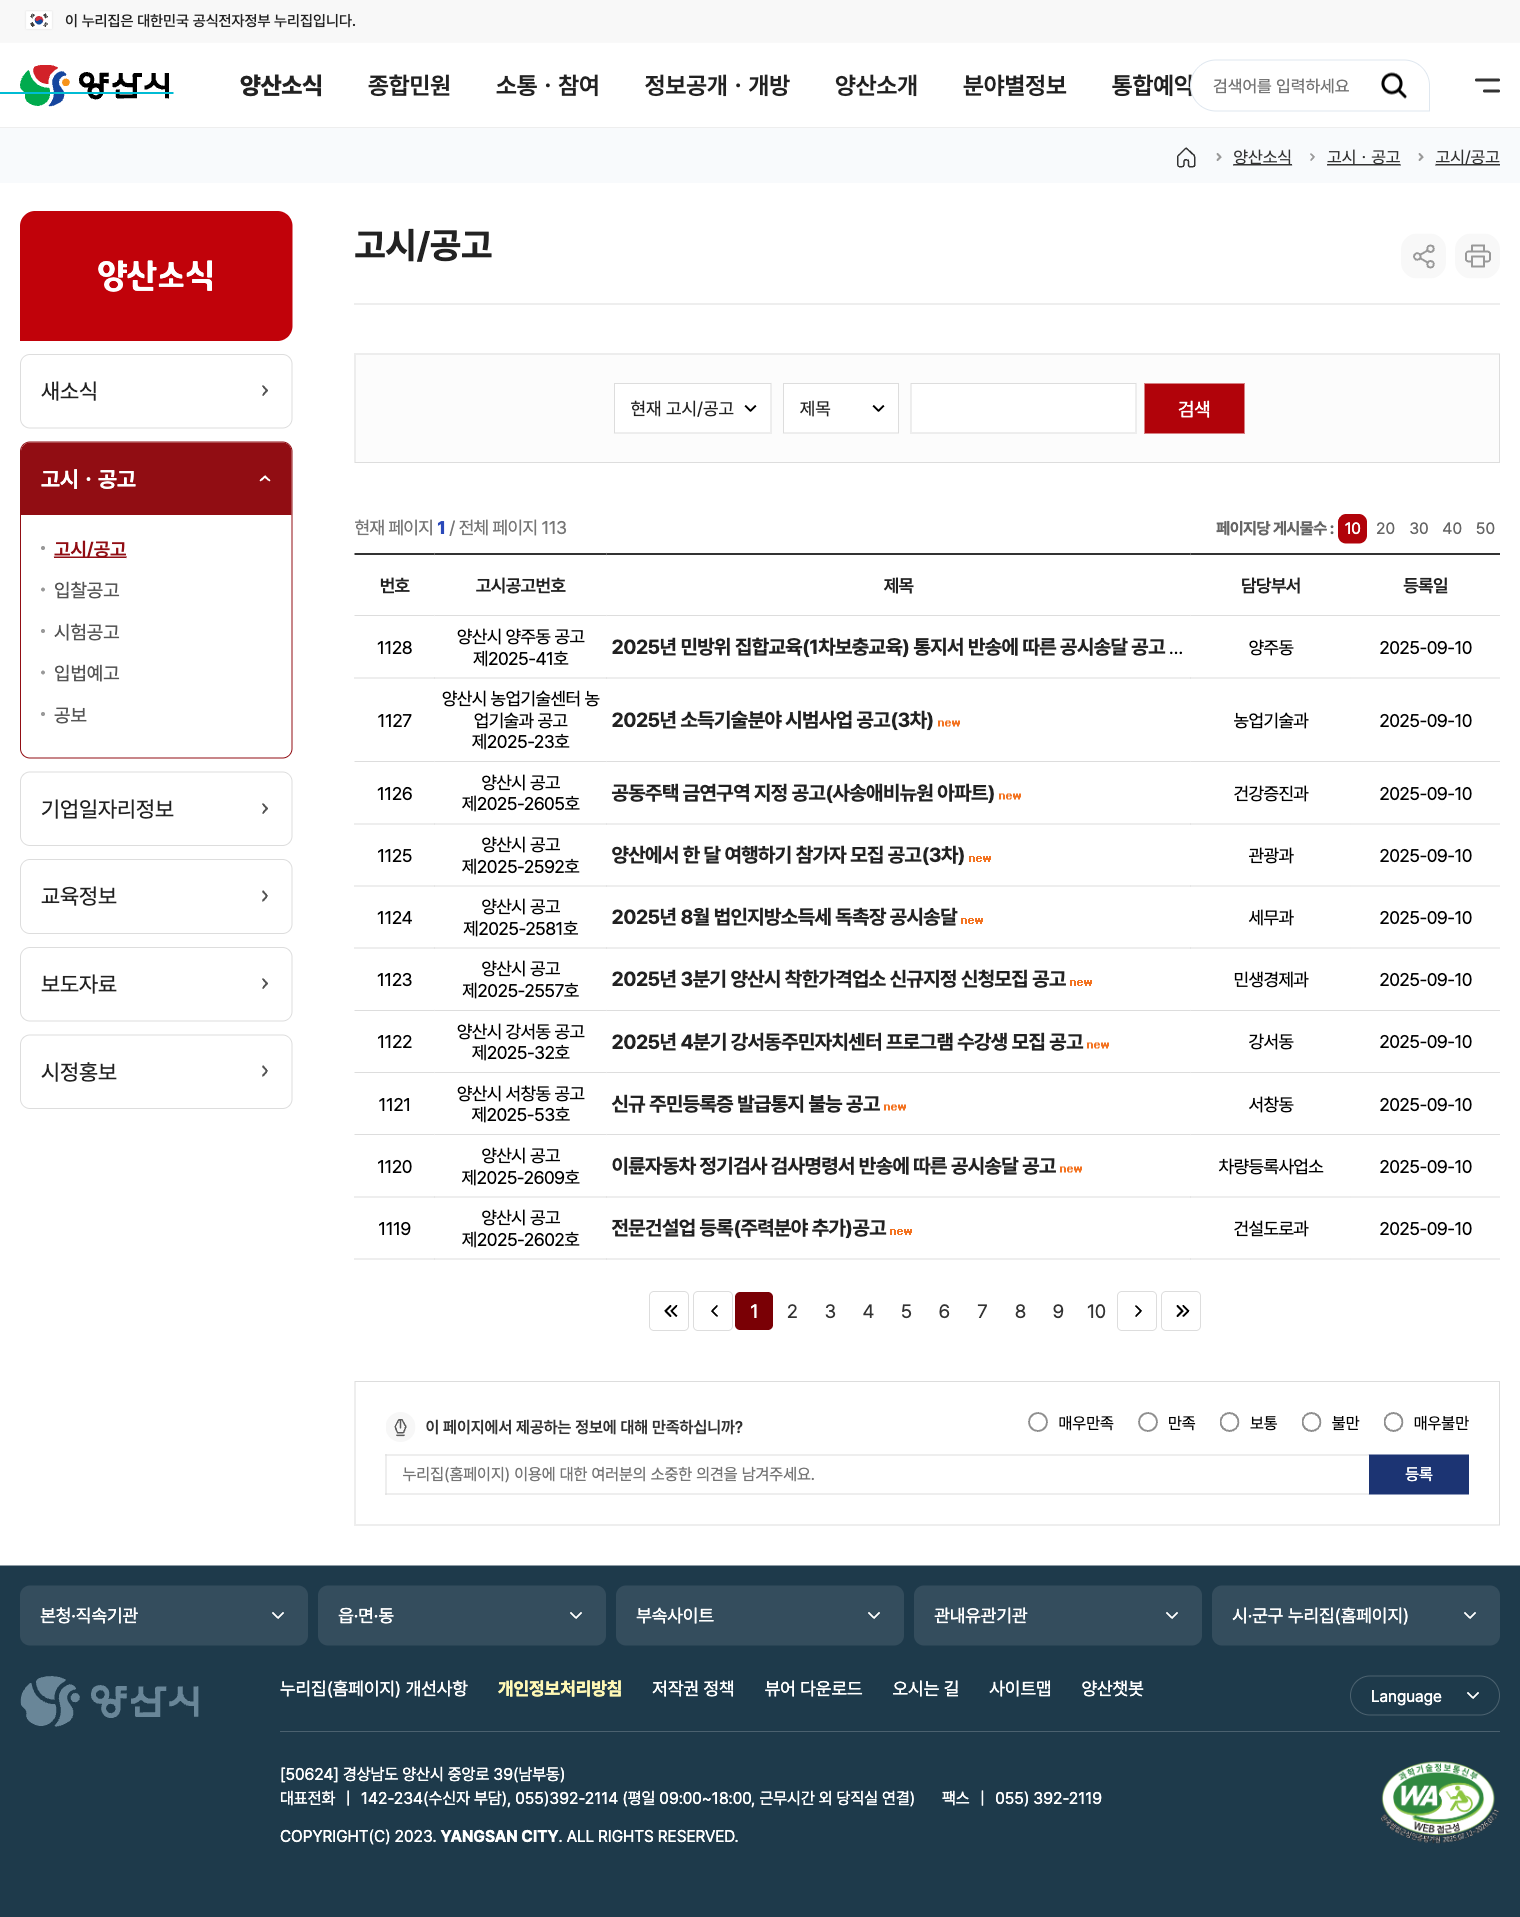 이 누리집은 대한민국 공식전자정부 누리집입니다.
양산시
양산소식 종합민원 소통 · 참여 정보공개 · 개방 양산소개 분야별정보 통합예약 검색어를 입력하세요
양산소식 고시 · 공고 고시/공고
양산소식
새소식
고시 · 공고
고시/공고
입찰공고
시험공고
입법예고
공보
기업일자리정보
교육정보
보도자료
시정홍보
고시/공고
현재 고시/공고 제목 검색
현재 페이지 1 / 전체 페이지 113 페이지당 게시물수 : 10 20 30 40 50
번호 고시공고번호 제목 담당부서 등록일
1128 양산시 양주동 공고 제2025-41호 2025년 민방위 집합교육(1차보충교육) 통지서 반송에 따른 공시송달 공고 ... 양주동 2025-09-10
1127 양산시 농업기술센터 농업기술과 공고 제2025-23호 2025년 소득기술분야 시범사업 공고(3차) new 농업기술과 2025-09-10
1126 양산시 공고 제2025-2605호 공동주택 금연구역 지정 공고(사송애비뉴원 아파트) new 건강증진과 2025-09-10
1125 양산시 공고 제2025-2592호 양산에서 한 달 여행하기 참가자 모집 공고(3차) new 관광과 2025-09-10
1124 양산시 공고 제2025-2581호 2025년 8월 법인지방소득세 독촉장 공시송달 new 세무과 2025-09-10
1123 양산시 공고 제2025-2557호 2025년 3분기 양산시 착한가격업소 신규지정 신청모집 공고 new 민생경제과 2025-09-10
1122 양산시 강서동 공고 제2025-32호 2025년 4분기 강서동주민자치센터 프로그램 수강생 모집 공고 new 강서동 2025-09-10
1121 양산시 서창동 공고 제2025-53호 신규 주민등록증 발급통지 불능 공고 new 서창동 2025-09-10
1120 양산시 공고 제2025-2609호 이륜자동차 정기검사 검사명령서 반송에 따른 공시송달 공고 new 차량등록사업소 2025-09-10
1119 양산시 공고 제2025-2602호 전문건설업 등록(주력분야 추가)공고 new 건설도로과 2025-09-10
1 2 3 4 5 6 7 8 9 10
이 페이지에서 제공하는 정보에 대해 만족하십니까? 매우만족 만족 보통 불만 매우불만
누리집(홈페이지) 이용에 대한 여러분의 소중한 의견을 남겨주세요. 등록
본청·직속기관 읍·면·동 부속사이트 관내유관기관 시·군구 누리집(홈페이지)
양산시
누리집(홈페이지) 개선사항 개인정보처리방침 저작권 정책 뷰어 다운로드 오시는 길 사이트맵 양산챗봇 Language
[50624] 경상남도 양산시 중앙로 39(남부동)
대표전화 | 142-234(수신자 부담), 055)392-2114 (평일 09:00~18:00, 근무시간 외 당직실 연결) 팩스 | 055) 392-2119
COPYRIGHT(C) 2023. YANGSAN CITY. ALL RIGHTS RESERVED.
과학기술정보통신부
WA
WEB 접근성